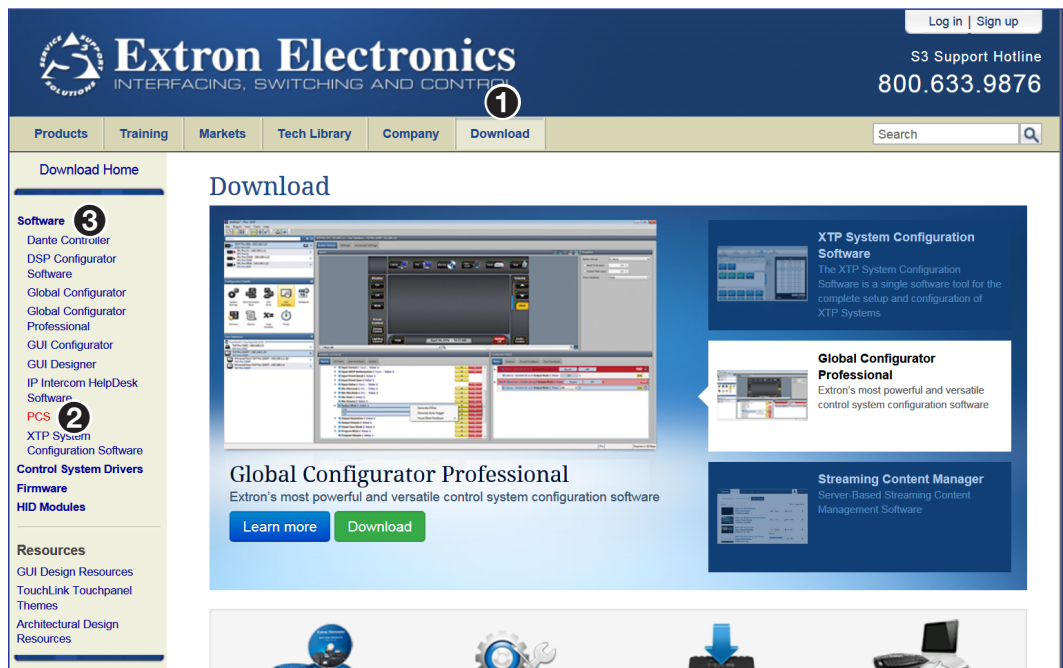 Log in | Sign up
SERVICE SUPPORT SOLUTIONS
Extron Electronics
INTERFACING, SWITCHING AND CONTROL
S3 Support Hotline
800.633.9876
1
Products Training Markets Tech Library Company Download
Search
Download Home
Software 3
Dante Controller
DSP Configurator
Software
Global Configurator
Global Configurator
Professional
GUI Configurator
GUI Designer
IP Intercom HelpDesk
Software
PCS 2
XTP System
Configuration Software
Control System Drivers
Firmware
HID Modules
Resources
GUI Design Resources
TouchLink Touchpanel
Themes
Architectural Design
Resources
Download
Global Configurator Professional
Extron's most powerful and versatile control system configuration software
Learn more Download
XTP System Configuration
Software
The XTP System Configuration
Software is a single software tool for the
complete setup and configuration of
XTP Systems
Global Configurator
Professional
Extron's most powerful and versatile
control system configuration software
Streaming Content Manager
Server-Based Streaming Content
Management Software